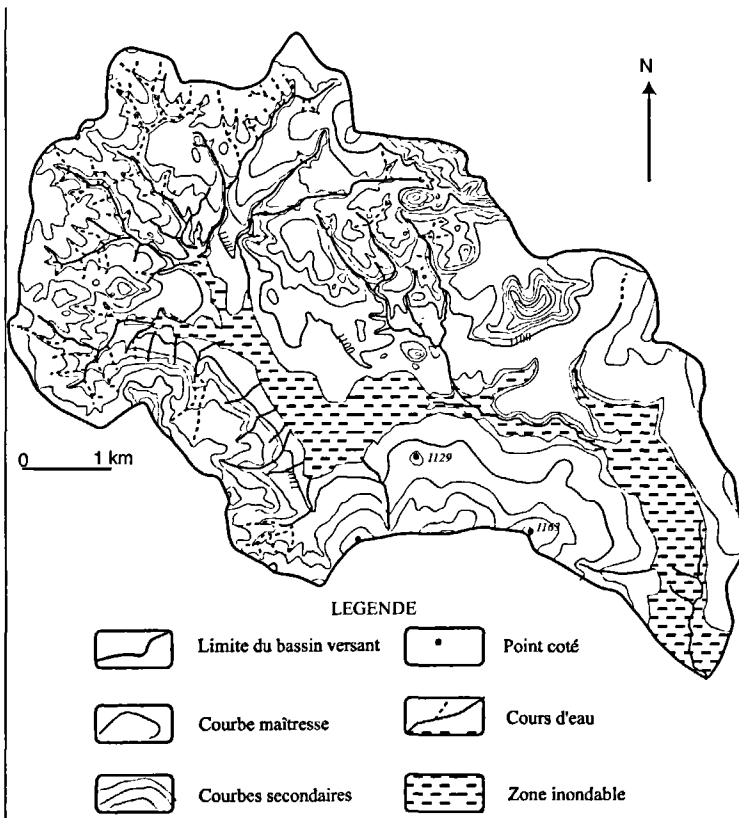 N
1100
1129
1163
0 1 km
LEGENDE
Limite du bassin versant
Point coté
Courbe maîtresse
Cours d'eau
Courbes secondaires
Zone inondable